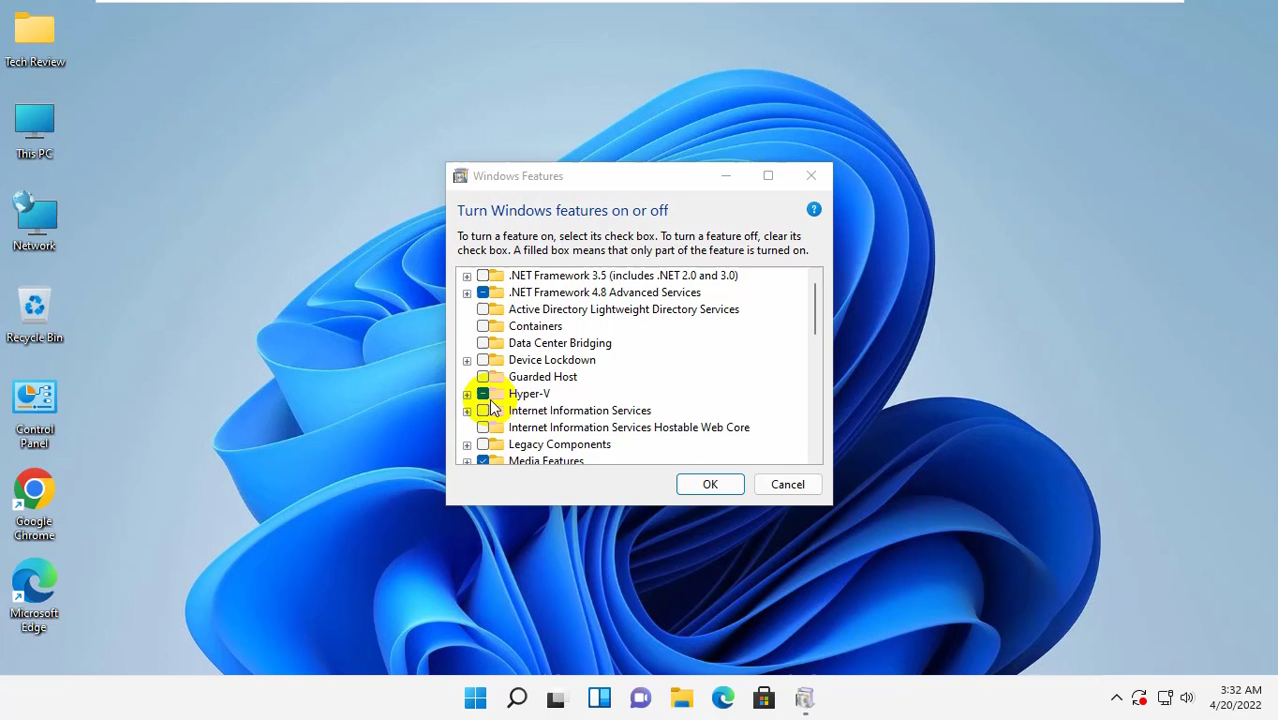 Tech Review
This PC
Network
Recycle Bin
Control
Panel
Google
Chrome
Microsoft
Edge
Windows Features
Turn Windows features on or off
?
To turn a feature on, select its check box. To turn a feature off, clear its
check box. A filled box means that only part of the feature is turned on.
.NET Framework 3.5 (includes .NET 2.0 and 3.0)
.NET Framework 4.8 Advanced Services
Active Directory Lightweight Directory Services
Containers
Data Center Bridging
Device Lockdown
Guarded Host
Hyper-V
Internet Information Services
Internet Information Services Hostable Web Core
Legacy Components
Media Features
OK
Cancel
3:32 AM
4/20/2022